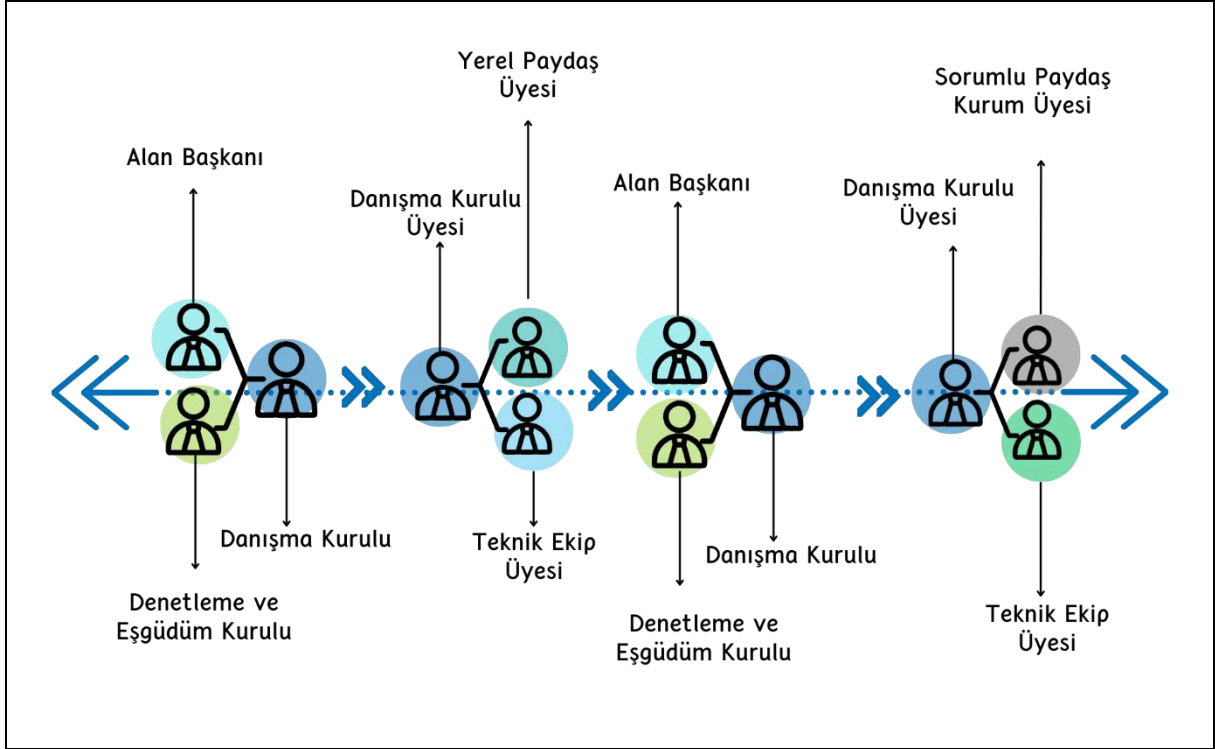 Alan Başkanı
Denetleme ve
Eşgüdüm Kurulu
Danışma Kurulu
Danışma Kurulu
Üyesi
Yerel Paydaş
Üyesi
Teknik Ekip
Üyesi
Alan Başkanı
Denetleme ve
Eşgüdüm Kurulu
Danışma Kurulu
Danışma Kurulu
Üyesi
Sorumlu Paydaş
Kurum Üyesi
Teknik Ekip
Üyesi